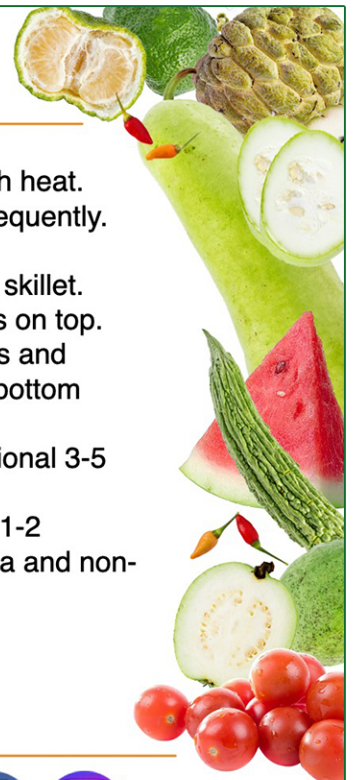 h heat.
equently.
skillet.
s on top.
s and
bottom
ional 3-5
1-2
a and non-